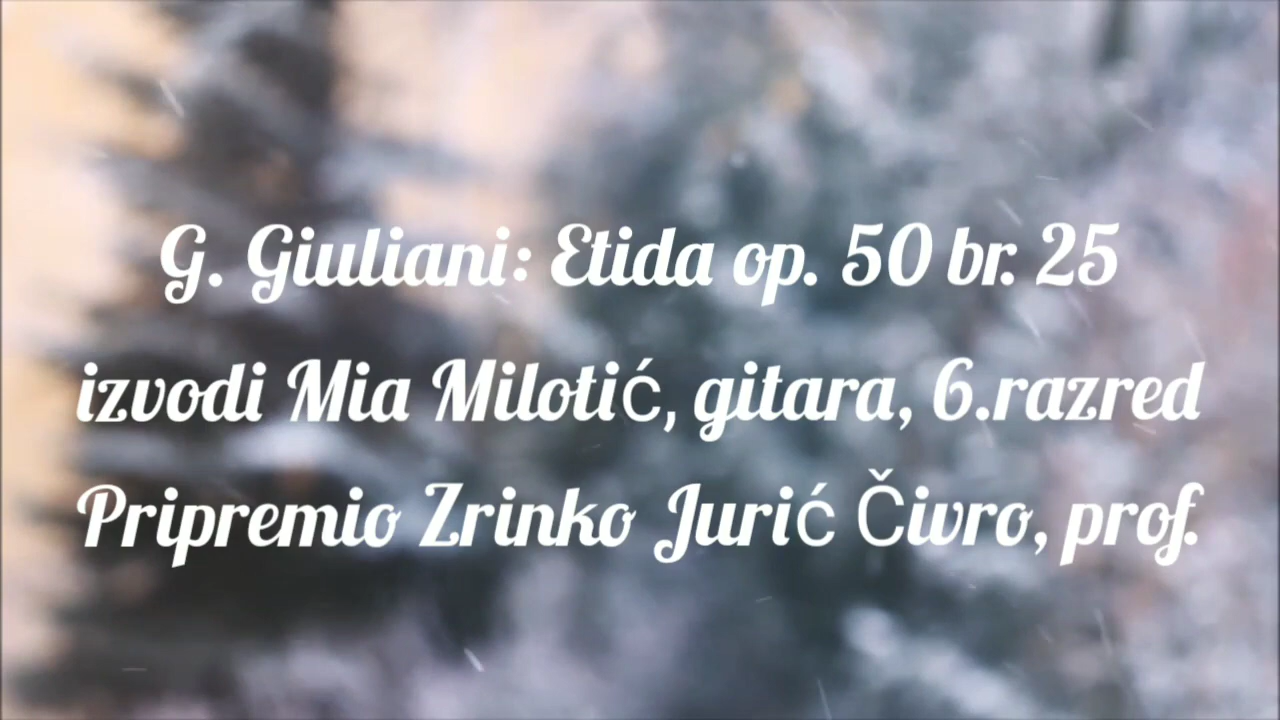 G. Giuliani: Etida op. 50 br. 25
izvodi Mia Milotić, gitara, 6.razred
Pripremio Zrinko Jurić Čivro, prof.